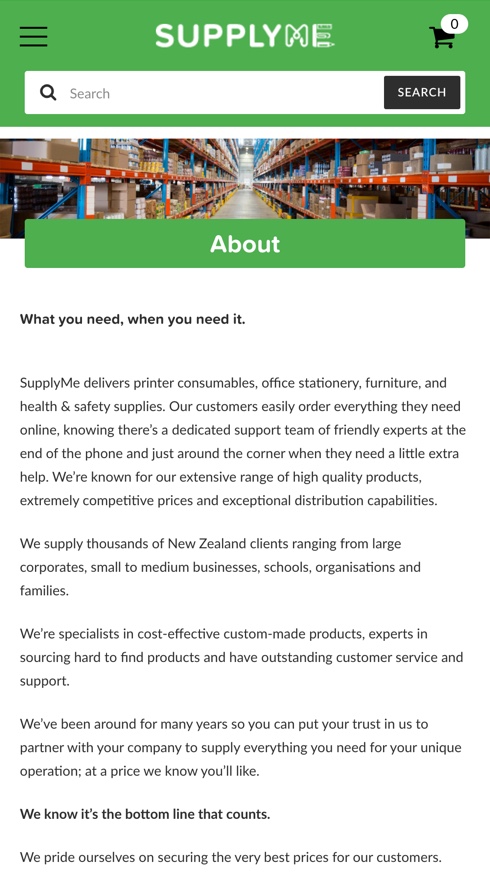 SUPPLYME
0
Search
SEARCH
About
What you need, when you need it.
SupplyMe delivers printer consumables, office stationery, furniture, and
health & safety supplies. Our customers easily order everything they need
online, knowing there’s a dedicated support team of friendly experts at the
end of the phone and just around the corner when they need a little extra
help. We’re known for our extensive range of high quality products,
extremely competitive prices and exceptional distribution capabilities.
We supply thousands of New Zealand clients ranging from large
corporates, small to medium businesses, schools, organisations and
families.
We’re specialists in cost-effective custom-made products, experts in
sourcing hard to find products and have outstanding customer service and
support.
We’ve been around for many years so you can put your trust in us to
partner with your company to supply everything you need for your unique
operation; at a price we know you’ll like.
We know it’s the bottom line that counts.
We pride ourselves on securing the very best prices for our customers.